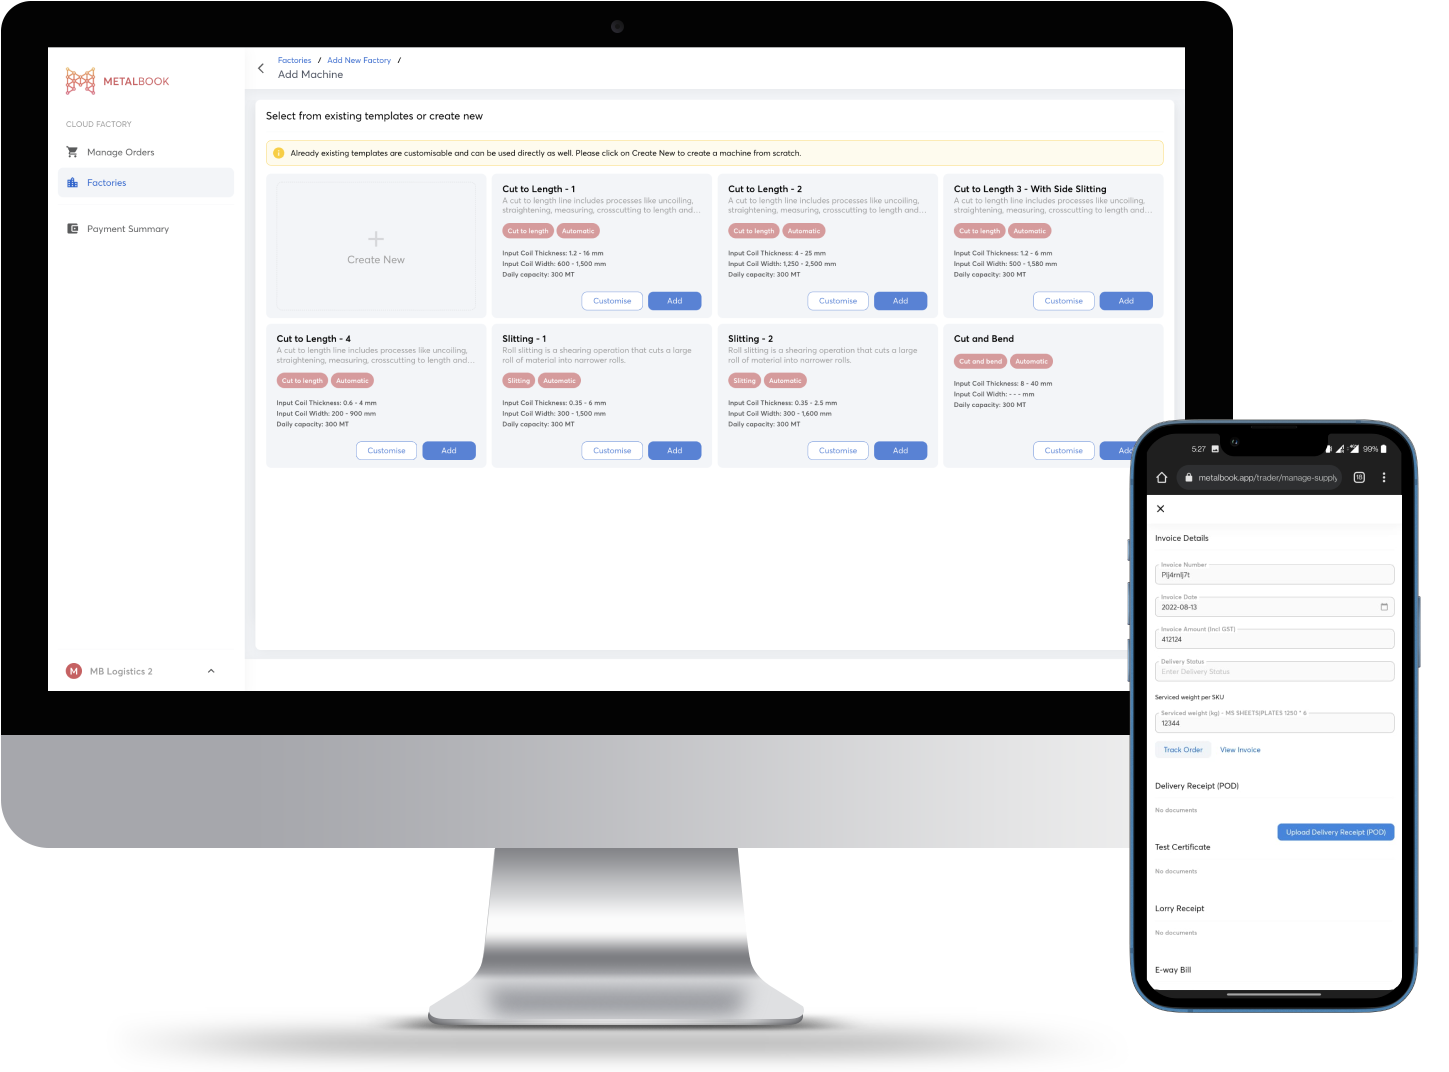 METALBOOK
CLOUD FACTORY
Manage Orders
Factories
Payment Summary
M MB Logistics 2
Factories / Add New Factory /
Add Machine
Select from existing templates or create new
Already existing templates are customisable and can be used directly as well. Please click on Create New to create a machine from scratch.
Create New
Cut to Length - 1
A cut to length line includes processes like uncoiling,
straightening, measuring, crosscutting to length and...
Cut to length Automatic
Input Coil Thickness: 1.2 - 16 mm
Input Coil Width: 600 - 1,500 mm
Daily capacity: 300 MT
Customise Add
Cut to Length - 2
A cut to length line includes processes like uncoiling,
straightening, measuring, crosscutting to length and...
Cut to length Automatic
Input Coil Thickness: 4 - 25 mm
Input Coil Width: 1,250 - 2,500 mm
Daily capacity: 300 MT
Customise Add
Cut to Length 3 - With Side Slitting
A cut to length line includes processes like uncoiling,
straightening, measuring, crosscutting to length and...
Cut to length Automatic
Input Coil Thickness: 1.2 - 6 mm
Input Coil Width: 500 - 1,580 mm
Daily capacity: 300 MT
Customise Add
Cut to Length - 4
A cut to length line includes processes like uncoiling,
straightening, measuring, crosscutting to length and...
Cut to length Automatic
Input Coil Thickness: 0.6 - 4 mm
Input Coil Width: 200 - 900 mm
Daily capacity: 300 MT
Customise Add
Slitting - 1
Roll slitting is a shearing operation that cuts a large
roll of material into narrower rolls.
Slitting Automatic
Input Coil Thickness: 0.35 - 6 mm
Input Coil Width: 300 - 1,500 mm
Daily capacity: 300 MT
Customise Add
Slitting - 2
Roll slitting is a shearing operation that cuts a large
roll of material into narrower rolls.
Slitting Automatic
Input Coil Thickness: 0.35 - 2.5 mm
Input Coil Width: 300 - 1,600 mm
Daily capacity: 300 MT
Customise Add
Cut and Bend
Cut and bend Automatic
Input Coil Thickness: 8 - 40 mm
Input Coil Width: - - - mm
Daily capacity: 300 MT
Customise Add
5:27 99%
metalbook.app/trader/manage-supply 18
Invoice Details
Invoice Number
Invoice Date
2022-08-13
Invoice Amount (Incl GST)
412124
Delivery Status
Enter Delivery Status
Serviced weight per SKU
Serviced weight (kg) - MS SHEETS|PLATES 1250 * 6
12344
Track Order View Invoice
Delivery Receipt (POD)
No documents
Upload Delivery Receipt (POD)
Test Certificate
No documents
Lorry Receipt
No documents
E-way Bill